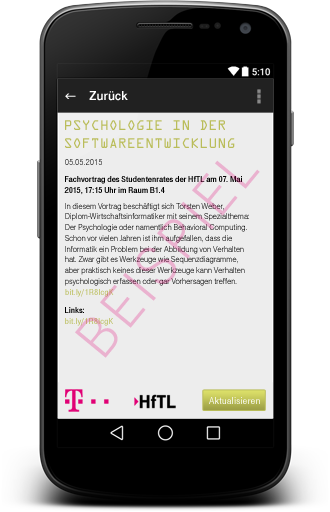 5:10
← Zurück
PSYCHOLOGIE IN DER
SOFTWAREENTWICKLUNG
05.05.2015
Fachvortrag des Studentenrates der HfTL am 07. Mai
2015, 17:15 Uhr im Raum B1.4
In diesem Vortrag beschäftigt sich Torsten Weber,
Diplom-Wirtschaftsinformatiker mit seinem Spezialthema:
Der Psychologie oder namentlich Behavioral Computing.
Schon vor vielen Jahren ist ihm aufgefallen, dass die
Informatik ein Problem bei der Abbildung von Verhalten
hat. Zwar gibt es Werkzeuge wie Sequenzdiagramme,
aber praktisch keines dieser Werkzeuge kann Verhalten
psychologisch erfassen oder gar Vorhersagen treffen.
bit.ly/1R8logK
Links:
bit.ly/1R8logK
BEISPIEL
T HfTL
Aktualisieren